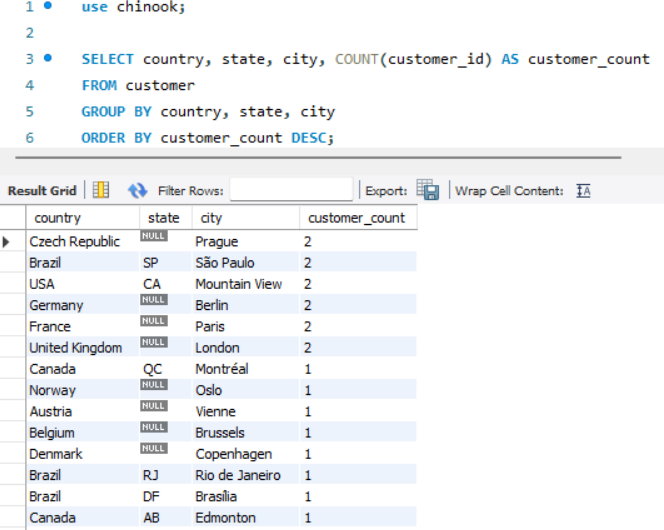 1 use chinook;
2
3 SELECT country, state, city, COUNT(customer_id) AS customer_count
4 FROM customer
5 GROUP BY country, state, city
6 ORDER BY customer_count DESC;
Result Grid Filter Rows: Export: Wrap Cell Content: IA
country state city customer_count
Czech Republic NULL Prague 2
Brazil SP São Paulo 2
USA CA Mountain View 2
Germany NULL Berlin 2
France NULL Paris 2
United Kingdom NULL London 2
Canada QC Montréal 1
Norway NULL Oslo 1
Austria NULL Vienne 1
Belgium NULL Brussels 1
Denmark NULL Copenhagen 1
Brazil RJ Rio de Janeiro 1
Brazil DF Brasília 1
Canada AB Edmonton 1